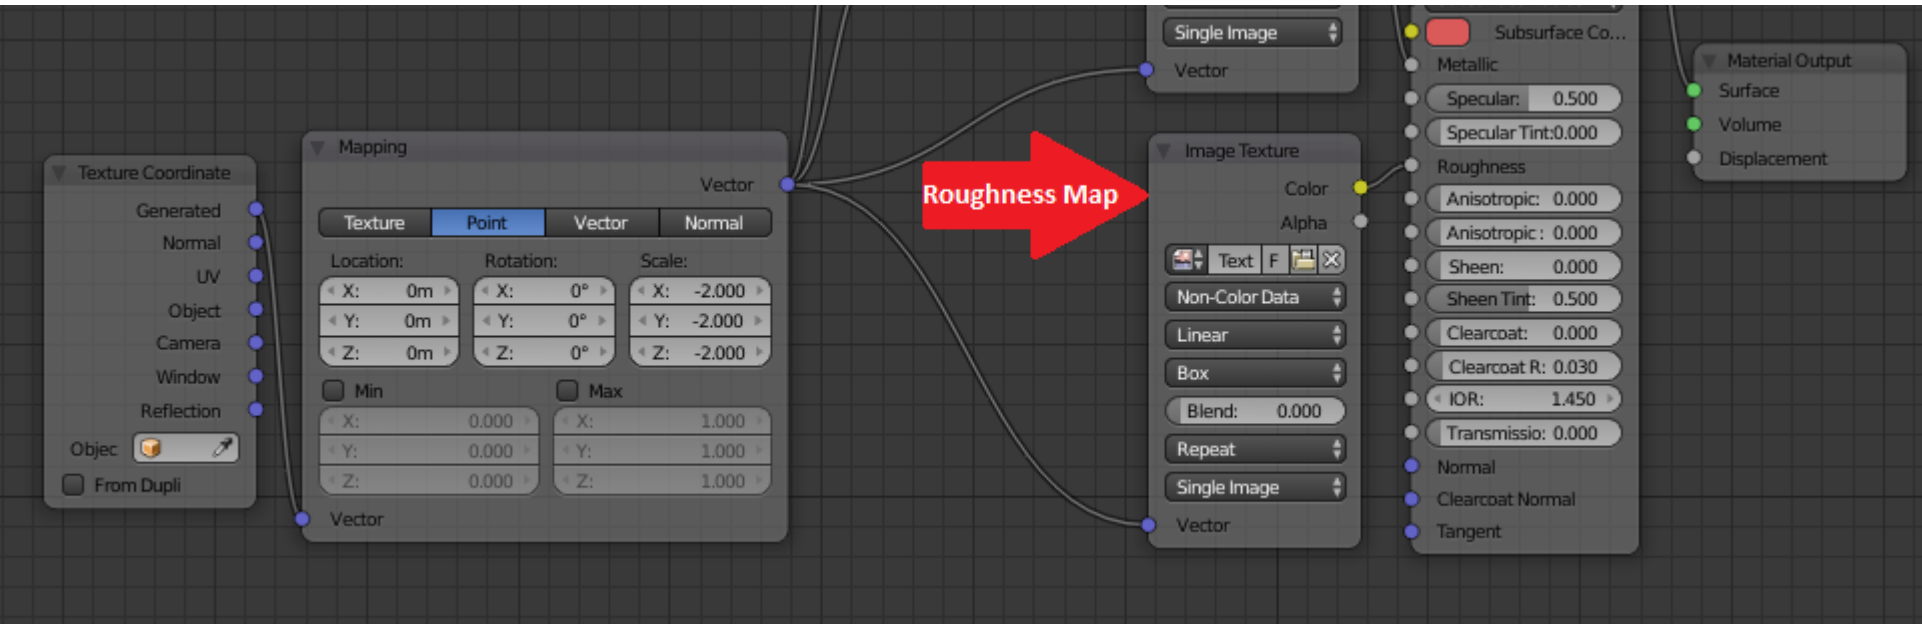 Texture Coordinate
Generated
Normal
UV
Object
Camera
Window
Reflection
Objec
From Dupli
Mapping
Vector
Texture Point Vector Normal
Location: Rotation: Scale:
X: 0m X: 0° X: -2.000
Y: 0m Y: 0° Y: -2.000
Z: 0m Z: 0° Z: -2.000
Min Max
X: 0.000 X: 1.000
Y: 0.000 Y: 1.000
Z: 0.000 Z: 1.000
Vector
Roughness Map
Single Image
Vector
Image Texture
Color
Alpha
Text F
Non-Color Data
Linear
Box
Blend: 0.000
Repeat
Single Image
Vector
Subsurface Co...
Metallic
Specular: 0.500
Specular Tint:0.000
Roughness
Anisotropic: 0.000
Anisotropic : 0.000
Sheen: 0.000
Sheen Tint: 0.500
Clearcoat: 0.000
Clearcoat R: 0.030
IOR: 1.450
Transmissio: 0.000
Normal
Clearcoat Normal
Tangent
Material Output
Surface
Volume
Displacement